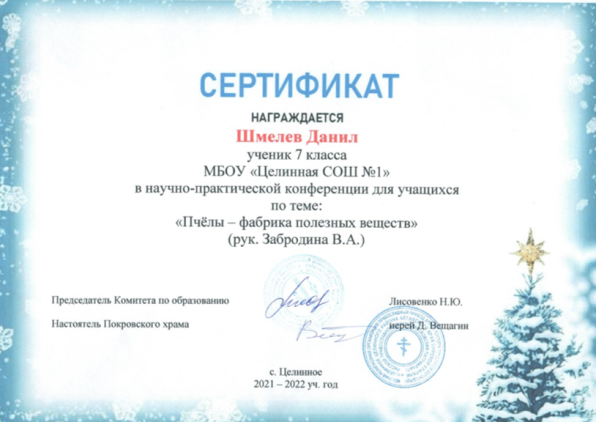 СЕРТИФИКАТ
НАГРАЖДАЕТСЯ
Шмелев Данил
ученик 7 класса
МБОУ «Целинная СОШ №1»
в научно-практической конференции для учащихся
по теме:
«Пчёлы – фабрика полезных веществ»
(рук. Забродина В.А.)
Председатель Комитета по образованию Лисовенко Н.Ю.
Настоятель Покровского храма иерей Д. Вещагин
с. Целинное
2021 – 2022 уч. год